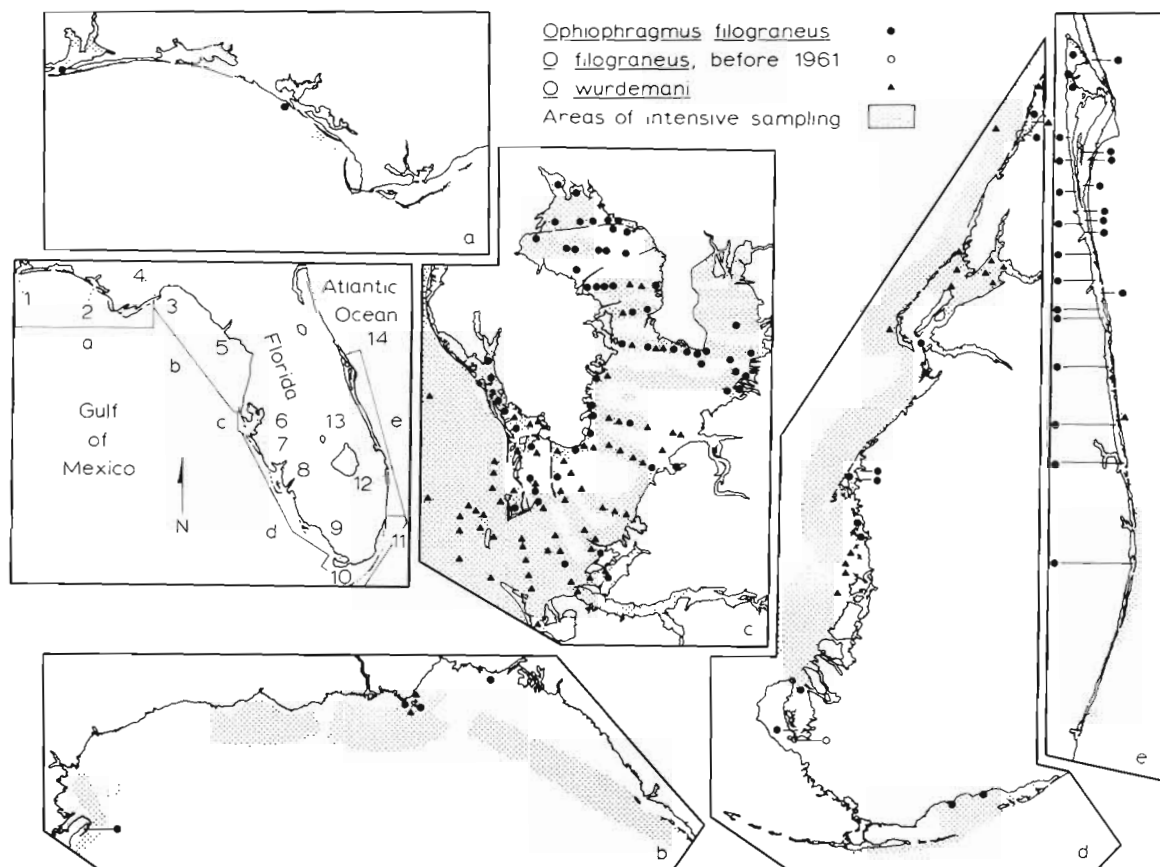 Ophiophragmus filograneus
O filograneus, before 1961
O wurdemani
Areas of intensive sampling
a
1
2
3
4
a
b
5
Gulf
of
Mexico
N
Florida
Atlantic
Ocean
14
c
6
7
8
13
12
e
d
9
10
11
c
b
d
e